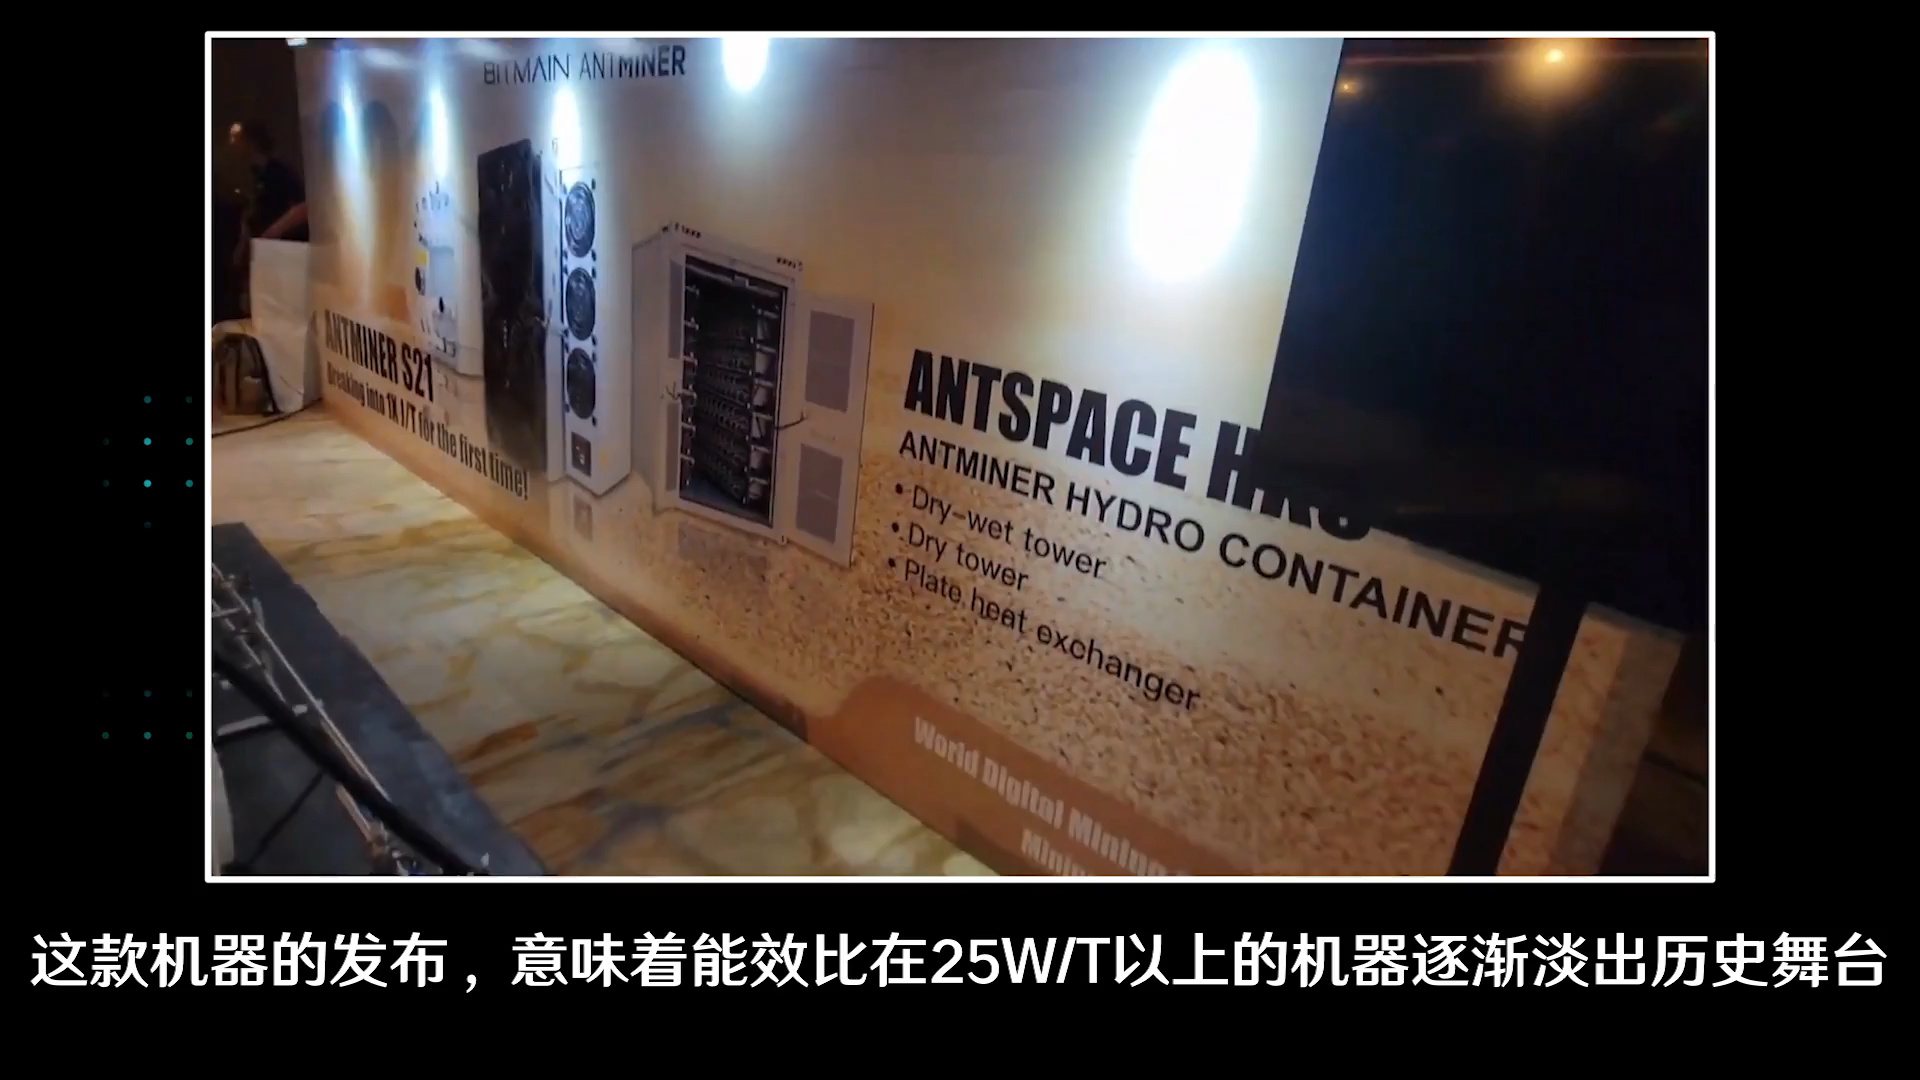 BITMAIN ANTMINER
ANTMINER S21
Breaking into 1X J/T for the first time!
ANTSPACE
ANTMINER HYDRO CONTAINER
• Dry-wet tower
• Dry tower
• Plate heat exchanger
World Digital Mining
这款机器的发布，意味着能效比在25W/T以上的机器逐渐淡出历史舞台